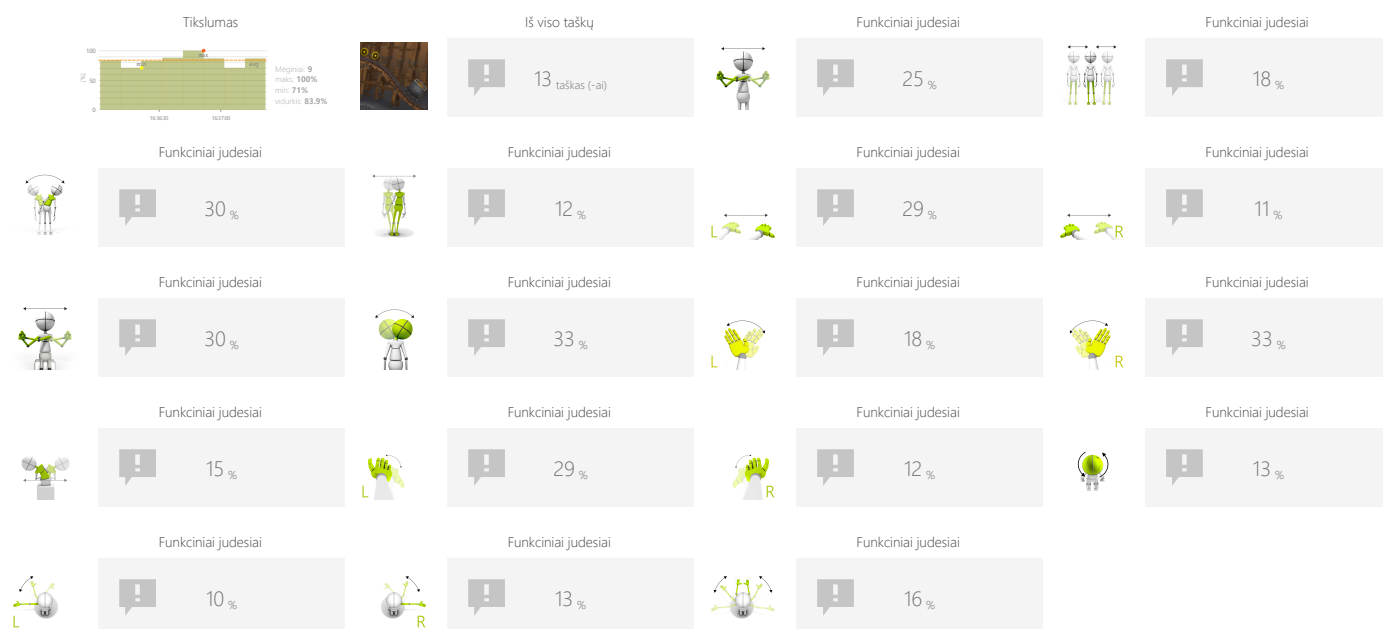 Tikslumas
Iš viso taškų
Funkciniai judesiai
Funkciniai judesiai
100
50
0
[%]
max
min
avg
16:36:30
16:37:00
Mėginiai: 9
maks: 100%
min: 71%
vidurkis: 83.9%
13 taškas (-ai)
25 %
18 %
Funkciniai judesiai
Funkciniai judesiai
Funkciniai judesiai
Funkciniai judesiai
30 %
12 %
L
29 %
R
11 %
Funkciniai judesiai
Funkciniai judesiai
Funkciniai judesiai
Funkciniai judesiai
30 %
33 %
L
18 %
R
33 %
Funkciniai judesiai
Funkciniai judesiai
Funkciniai judesiai
Funkciniai judesiai
15 %
L
29 %
R
12 %
13 %
Funkciniai judesiai
Funkciniai judesiai
Funkciniai judesiai
L
10 %
R
13 %
16 %